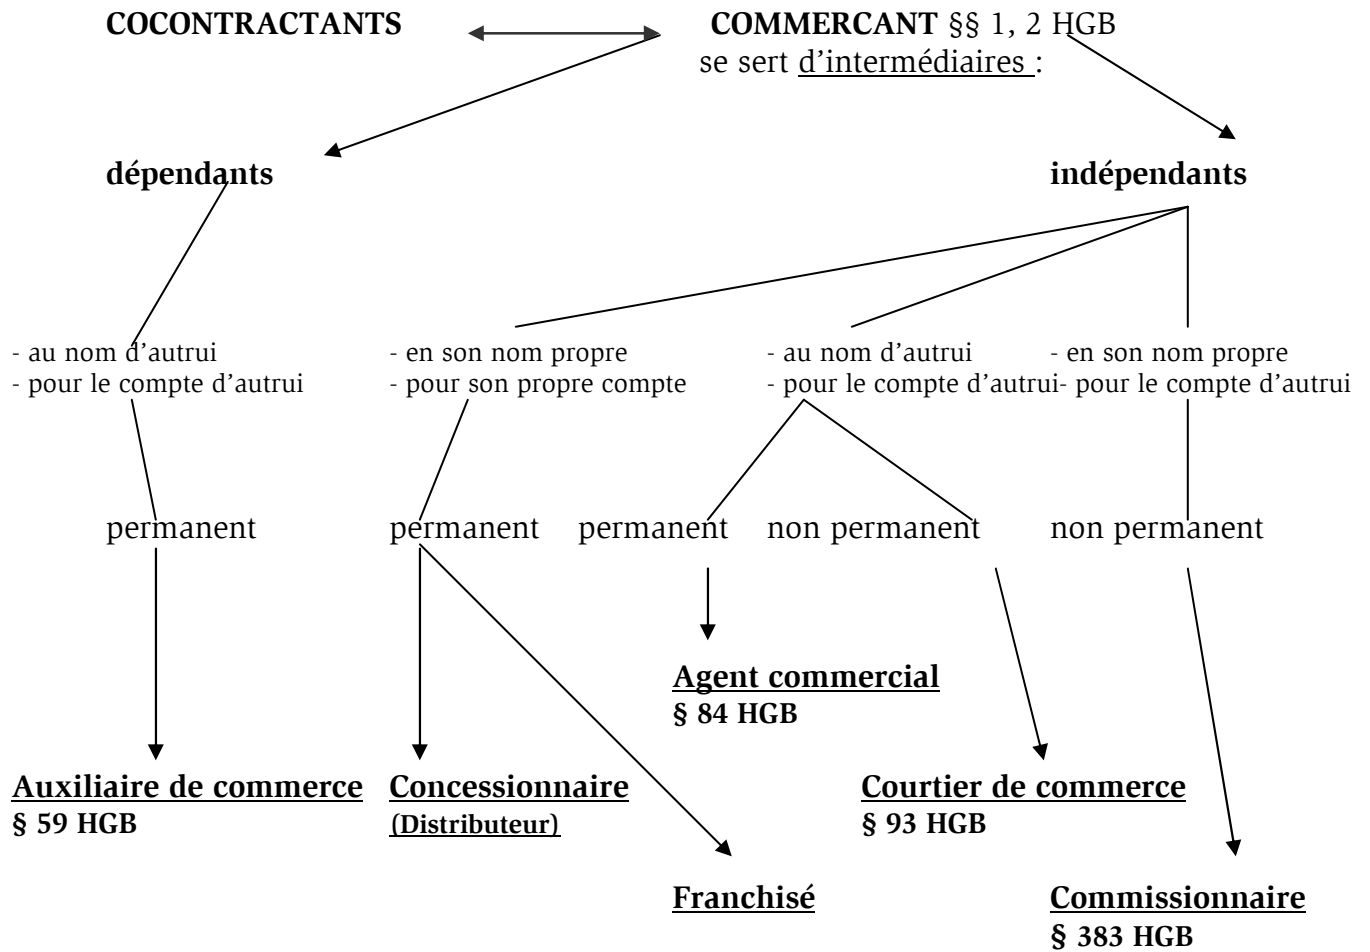 COCONTRACTANTS COMMERCANT §§ 1, 2 HGB
se sert d'intermédiaires :
dépendants indépendants
- au nom d'autrui - en son nom propre - au nom d'autrui - en son nom propre
- pour le compte d'autrui - pour son propre compte - pour le compte d'autrui - pour le compte d'autrui
permanent permanent permanent non permanent non permanent
Agent commercial
§ 84 HGB
Auxiliaire de commerce Concessionnaire Courtier de commerce
§ 59 HGB (Distributeur) § 93 HGB
Franchisé Commissionnaire
§ 383 HGB